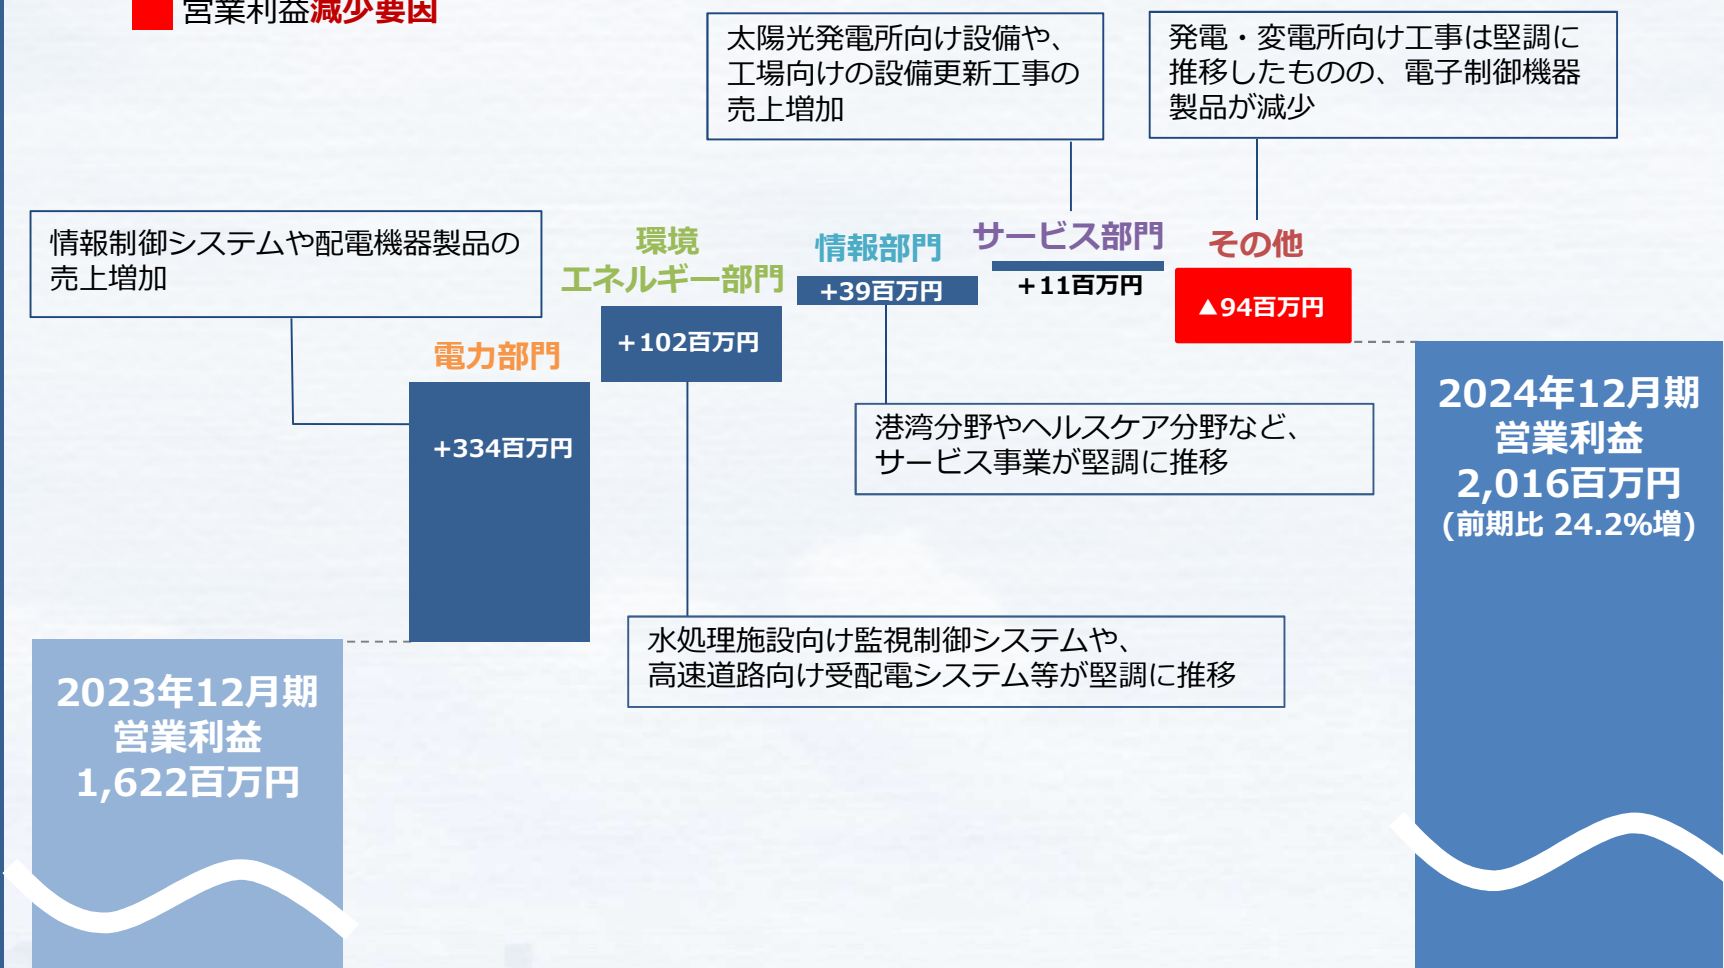 営業利益減少要因
太陽光発電所向け設備や、
工場向けの設備更新工事の
売上増加
発電・変電所向け工事は堅調に
推移したものの、電子制御機器
製品が減少
情報制御システムや配電機器製品の
売上増加
電力部門
+334百万円
環境
エネルギー部門
+102百万円
情報部門
+39百万円
サービス部門
+11百万円
その他
▲94百万円
港湾分野やヘルスケア分野など、
サービス事業が堅調に推移
水処理施設向け監視制御システムや、
高速道路向け受配電システム等が堅調に推移
2023年12月期
営業利益
1,622百万円
2024年12月期
営業利益
2,016百万円
(前期比 24.2%増)